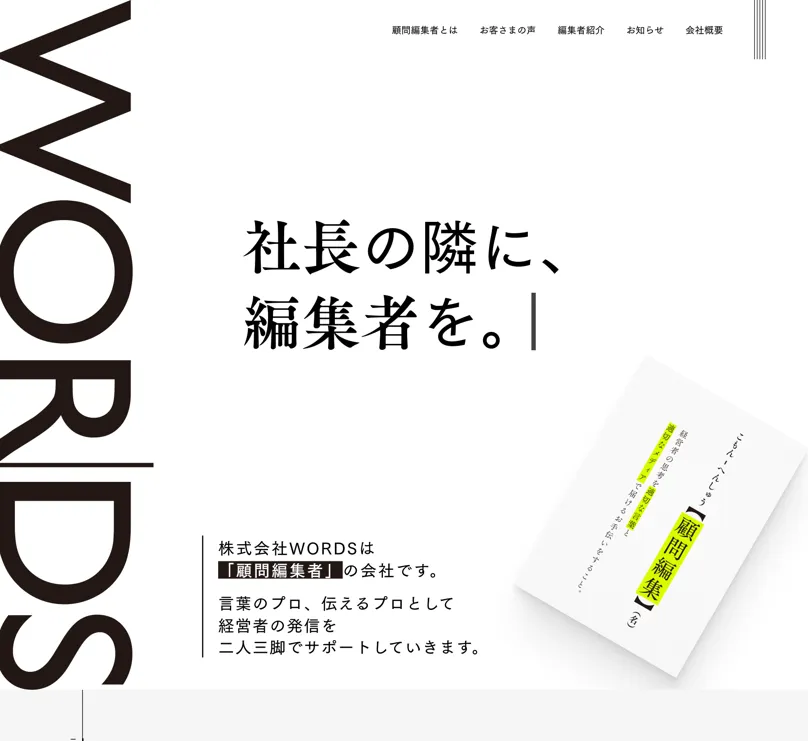 顧問編集者とは
お客さまの声
編集者紹介
お知らせ
会社概要
WORDS
社長の隣に、
編集者を。
株式会社WORDSは
「顧問編集者」の会社です。
言葉のプロ、伝えるプロとして
経営者の発信を
二人三脚でサポートしていきます。
こもん-へんしゅう
【顧問編集】(名)
経営者の思考を適切な言葉と
適切なメディアで届けるお手伝いをすること。